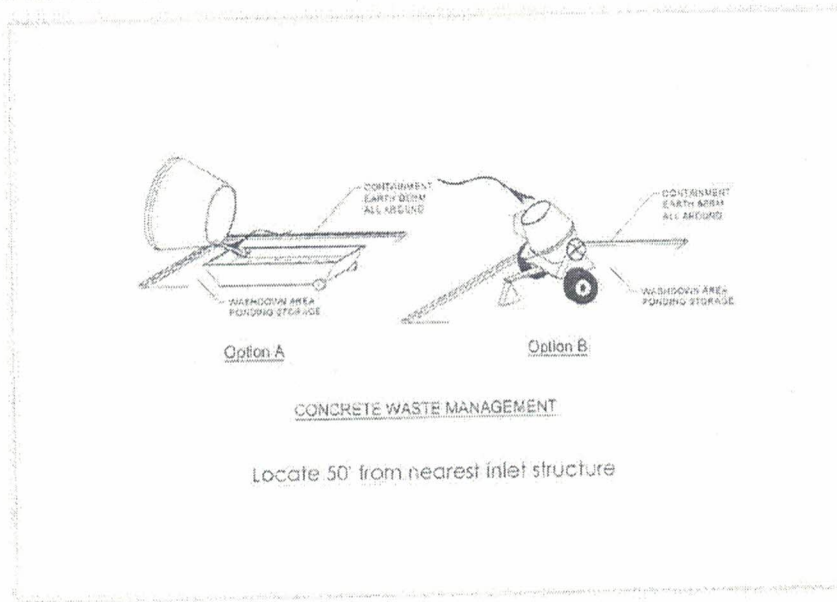 CONTAINMENT
EARTH BERM
ALL AROUND
WASHDOWN AREA
PONDING STORAGE
Option A
CONTAINMENT
EARTH BERM
ALL AROUND
WASHDOWN AREA
PONDING STORAGE
Option B
CONCRETE WASTE MANAGEMENT
Locate 50' from nearest inlet structure